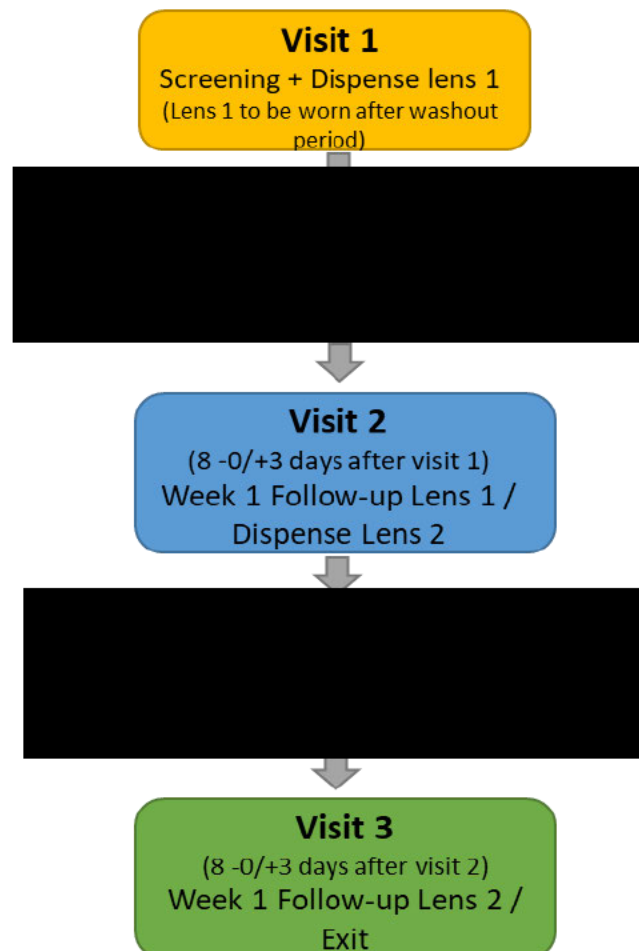 Visit 1
Screening + Dispense lens 1
(Lens 1 to be worn after washout
period)
Visit 2
(8 -0/+3 days after visit 1)
Week 1 Follow-up Lens 1 /
Dispense Lens 2
Visit 3
(8 -0/+3 days after visit 2)
Week 1 Follow-up Lens 2 /
Exit